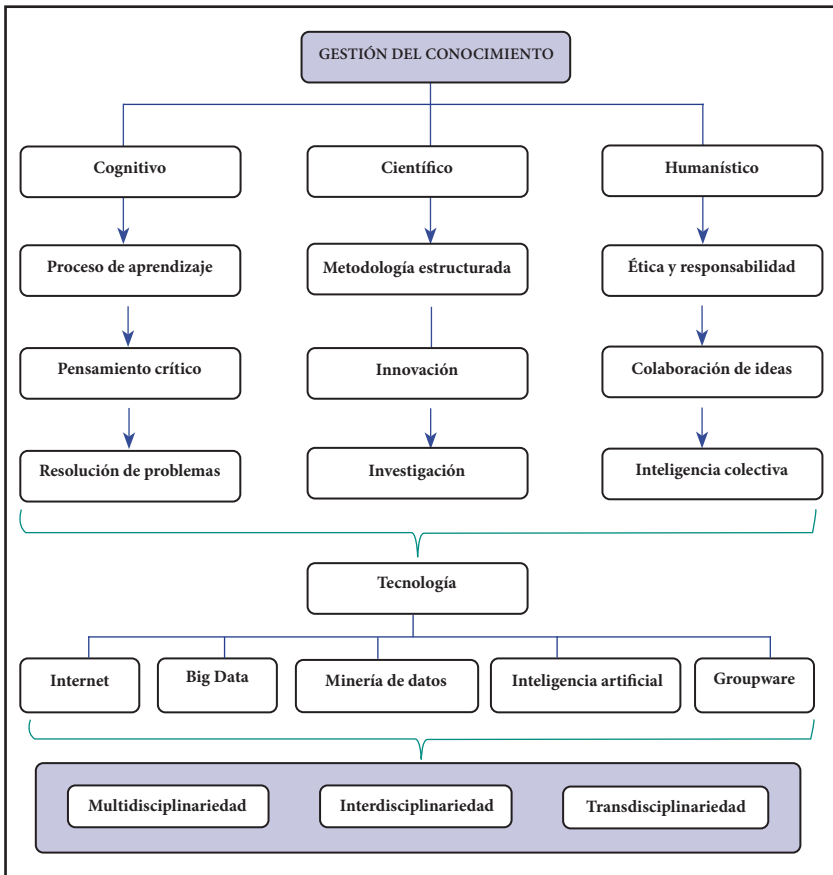 GESTIÓN DEL CONOCIMIENTO
Cognitivo
Científico
Humanístico
Proceso de aprendizaje
Metodología estructurada
Ética y responsabilidad
Pensamiento crítico
Innovación
Colaboración de ideas
Resolución de problemas
Investigación
Inteligencia colectiva
Tecnología
Internet
Big Data
Minería de datos
Inteligencia artificial
Groupware
Multidisciplinariedad
Interdisciplinariedad
Transdisciplinariedad